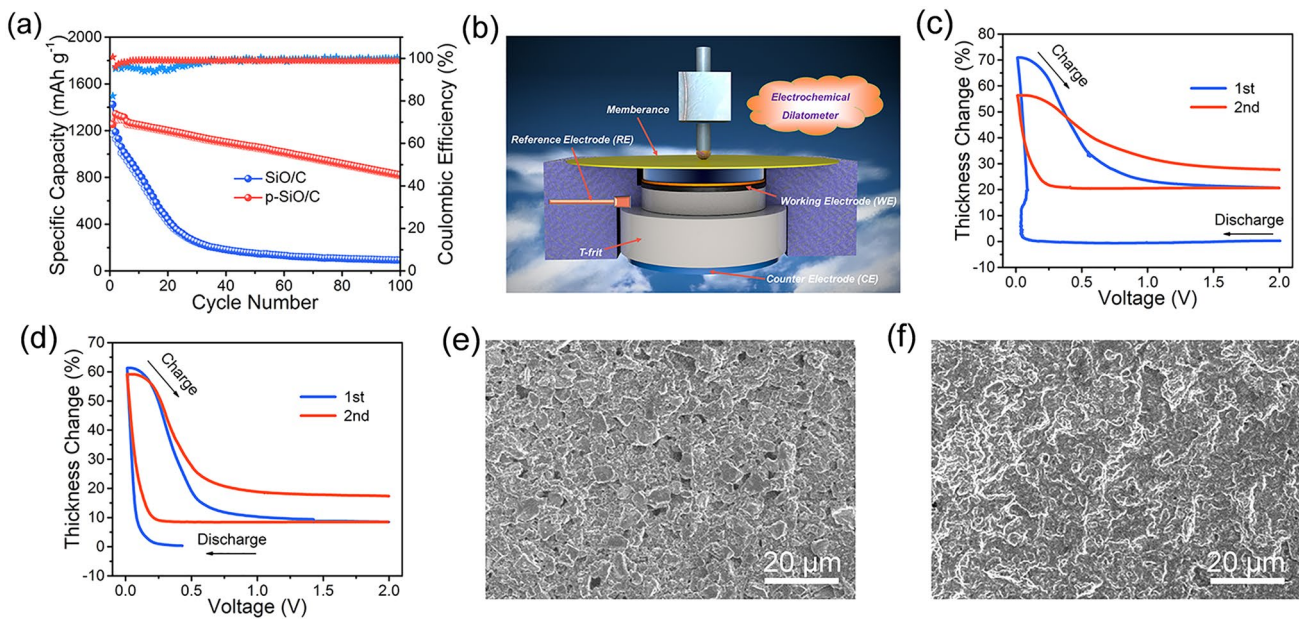 (a)
2000
1800
1600
1200
800
400
0
Specific Capacity (mAh g⁻¹)
100
80
60
40
20
0
Coulombic Efficiency (%)
SiO/C
p-SiO/C
0 20 40 60 80 100
Cycle Number
(b)
Electrochemical
Dilatometer
Memberance
Reference Electrode (RE)
Working Electrode (WE)
T-frit
Counter Electrode (CE)
(c)
80
70
60
50
40
30
20
10
0
-10
Thickness Change (%)
Charge
1st
2nd
Discharge
0.0 0.5 1.0 1.5 2.0
Voltage (V)
(d)
70
60
50
40
30
20
10
0
-10
Thickness Change (%)
Charge
1st
2nd
Discharge
0.0 0.5 1.0 1.5 2.0
Voltage (V)
(e)
20 μm
(f)
20 μm